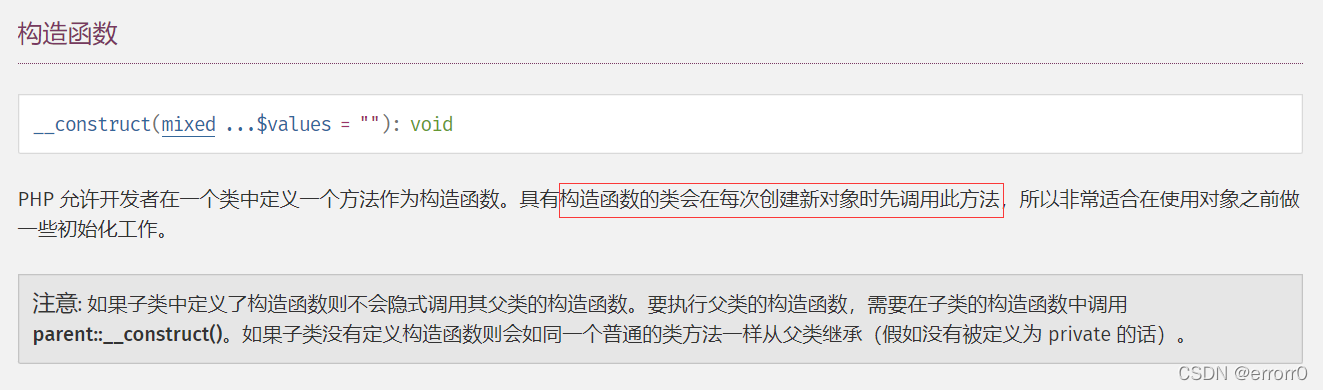 构造函数
__construct(mixed ...$values = ""): void
PHP 允许开发者在一个类中定义一个方法作为构造函数。具有构造函数的类会在每次创建新对象时先调用此方法，所以非常适合在使用对象之前做
一些初始化工作。
注意: 如果子类中定义了构造函数则不会隐式调用其父类的构造函数。要执行父类的构造函数，需要在子类的构造函数中调用
parent::__construct()。如果子类没有定义构造函数则会如同一个普通的类方法一样从父类继承（假如没有被定义为 private 的话）。
CSDN @errorr0